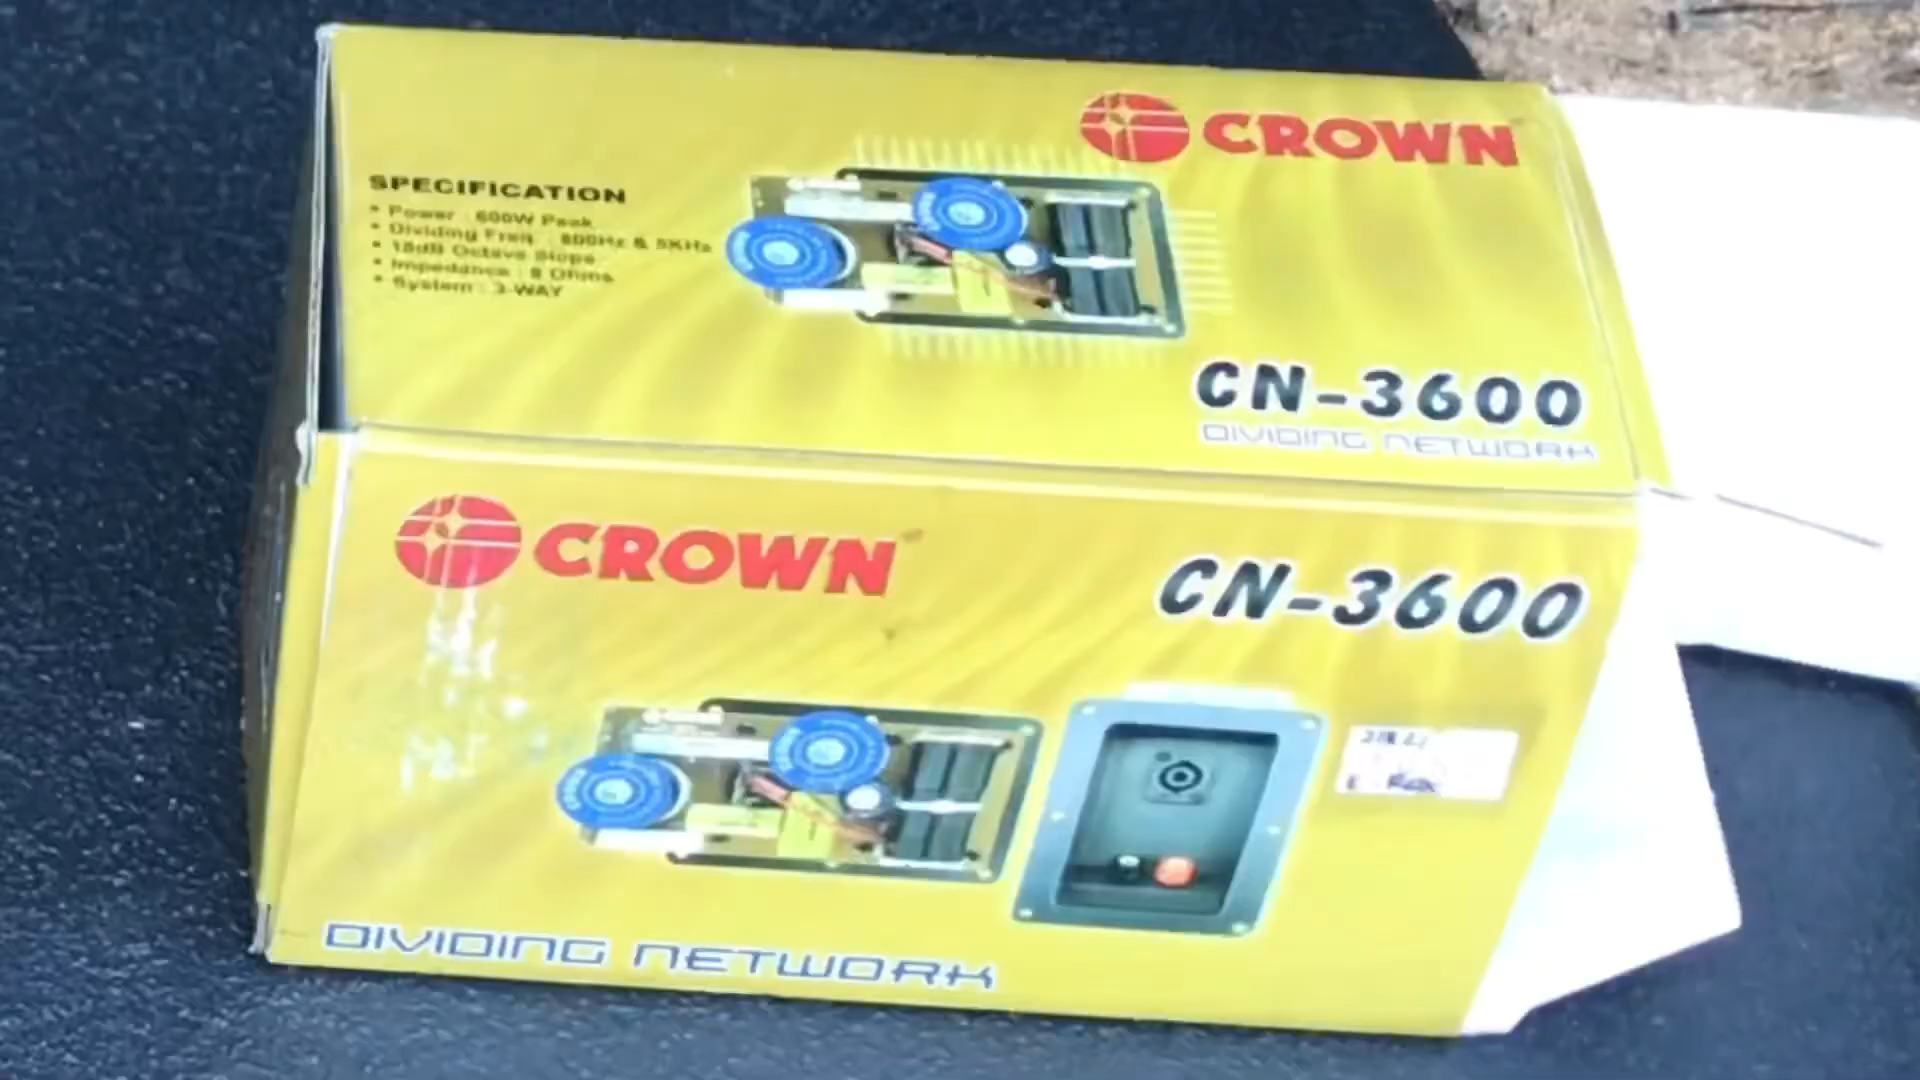 CROWN
SPECIFICATION
• Power : 600W Peak
• Dividing Freq : 800Hz & 5KHz
• 18dB Octave Slope
• Impedance : 8 Ohms
• System : 3-WAY
CN-3600
DIVIDING NETWORK
CROWN
CN-3600
DIVIDING NETWORK